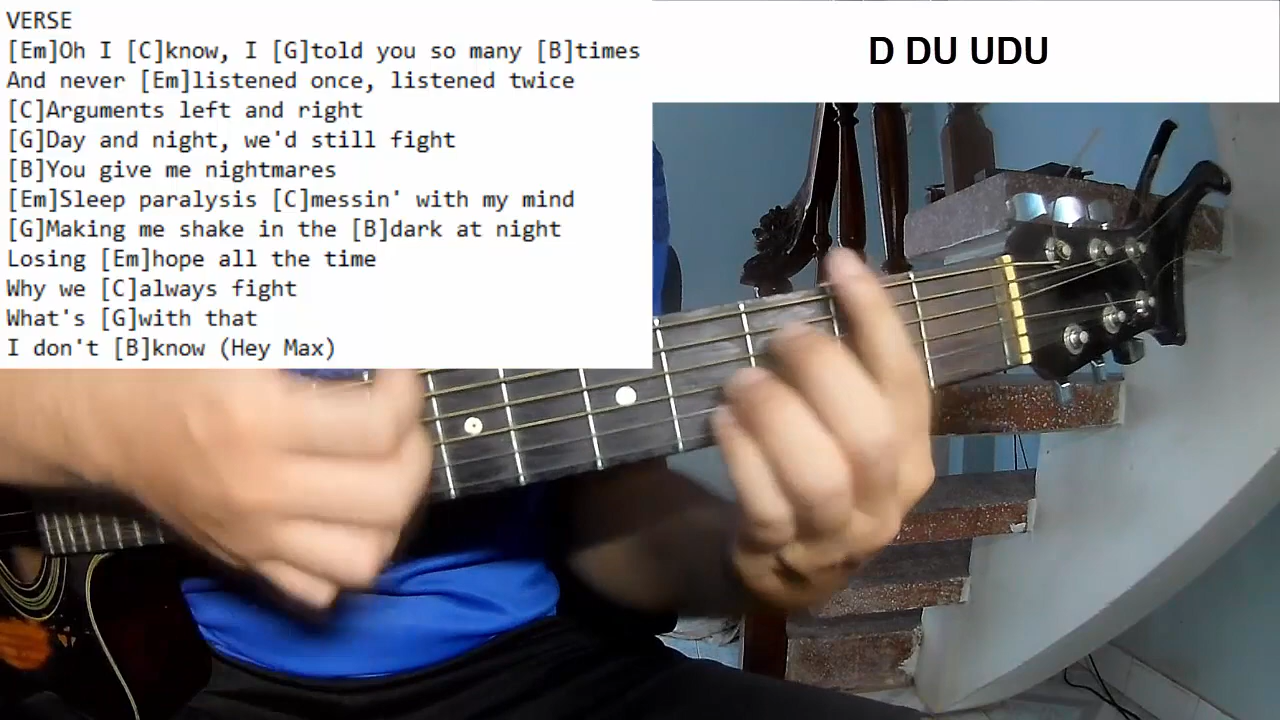 VERSE
[Em]Oh I [C]know, I [G]told you so many [B]times
And never [Em]listened once, listened twice
[C]Arguments left and right
[G]Day and night, we'd still fight
[B]You give me nightmares
[Em]Sleep paralysis [C]messin' with my mind
[G]Making me shake in the [B]dark at night
Losing [Em]hope all the time
Why we [C]always fight
What's [G]with that
I don't [B]know (Hey Max)
D DU UDU